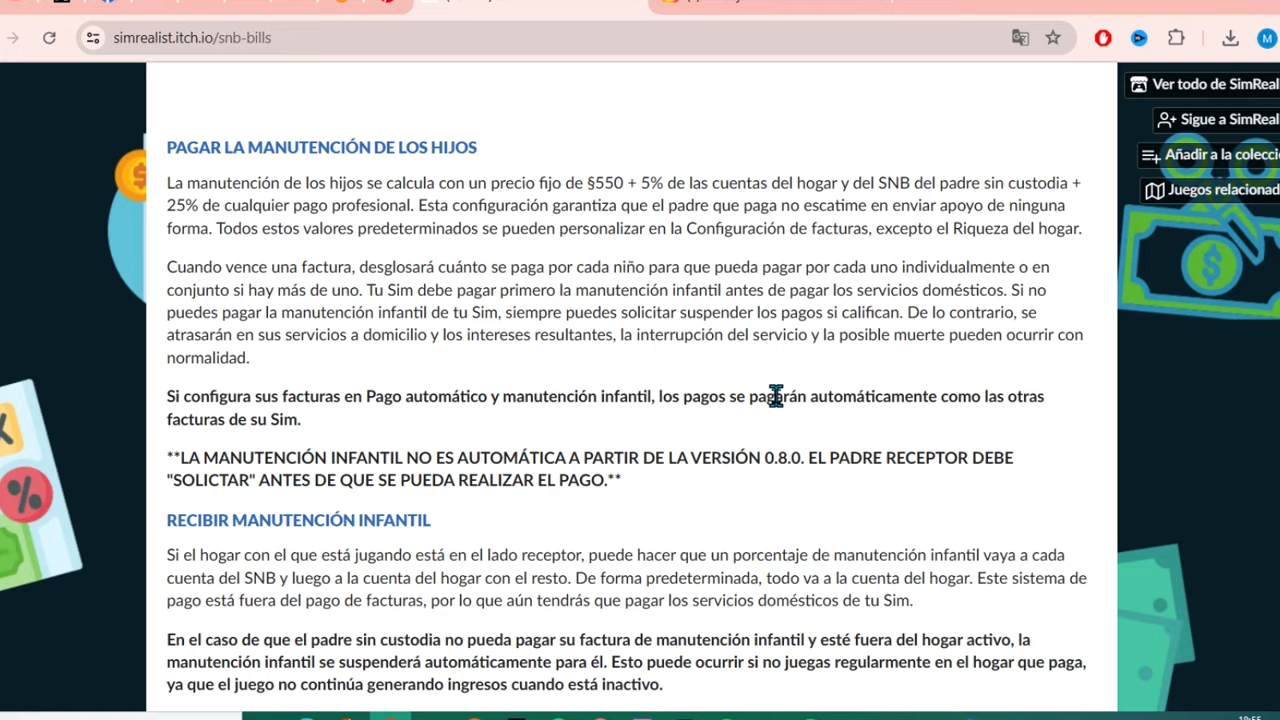 simrealist.itch.io/snb-bills
M
Ver todo de SimReal
Sigue a SimReal
Añadir a la colecci
Juegos relacionad
PAGAR LA MANUTENCIÓN DE LOS HIJOS
La manutención de los hijos se calcula con un precio fijo de §550 + 5% de las cuentas del hogar y del SNB del padre sin custodia +
25% de cualquier pago profesional. Esta configuración garantiza que el padre que paga no escatime en enviar apoyo de ninguna
forma. Todos estos valores predeterminados se pueden personalizar en la Configuración de facturas, excepto el Riqueza del hogar.
Cuando vence una factura, desglosará cuánto se paga por cada niño para que pueda pagar por cada uno individualmente o en
conjunto si hay más de uno. Tu Sim debe pagar primero la manutención infantil antes de pagar los servicios domésticos. Si no
puedes pagar la manutención infantil de tu Sim, siempre puedes solicitar suspender los pagos si califican. De lo contrario, se
atrasarán en sus servicios a domicilio y los intereses resultantes, la interrupción del servicio y la posible muerte pueden ocurrir con
normalidad.
Si configura sus facturas en Pago automático y manutención infantil, los pagos se pagarán automáticamente como las otras
facturas de su Sim.
**LA MANUTENCIÓN INFANTIL NO ES AUTOMÁTICA A PARTIR DE LA VERSIÓN 0.8.0. EL PADRE RECEPTOR DEBE
"SOLICTAR" ANTES DE QUE SE PUEDA REALIZAR EL PAGO.**
RECIBIR MANUTENCIÓN INFANTIL
Si el hogar con el que está jugando está en el lado receptor, puede hacer que un porcentaje de manutención infantil vaya a cada
cuenta del SNB y luego a la cuenta del hogar con el resto. De forma predeterminada, todo va a la cuenta del hogar. Este sistema de
pago está fuera del pago de facturas, por lo que aún tendrás que pagar los servicios domésticos de tu Sim.
En el caso de que el padre sin custodia no pueda pagar su factura de manutención infantil y esté fuera del hogar activo, la
manutención infantil se suspenderá automáticamente para él. Esto puede ocurrir si no juegas regularmente en el hogar que paga,
ya que el juego no continúa generando ingresos cuando está inactivo.